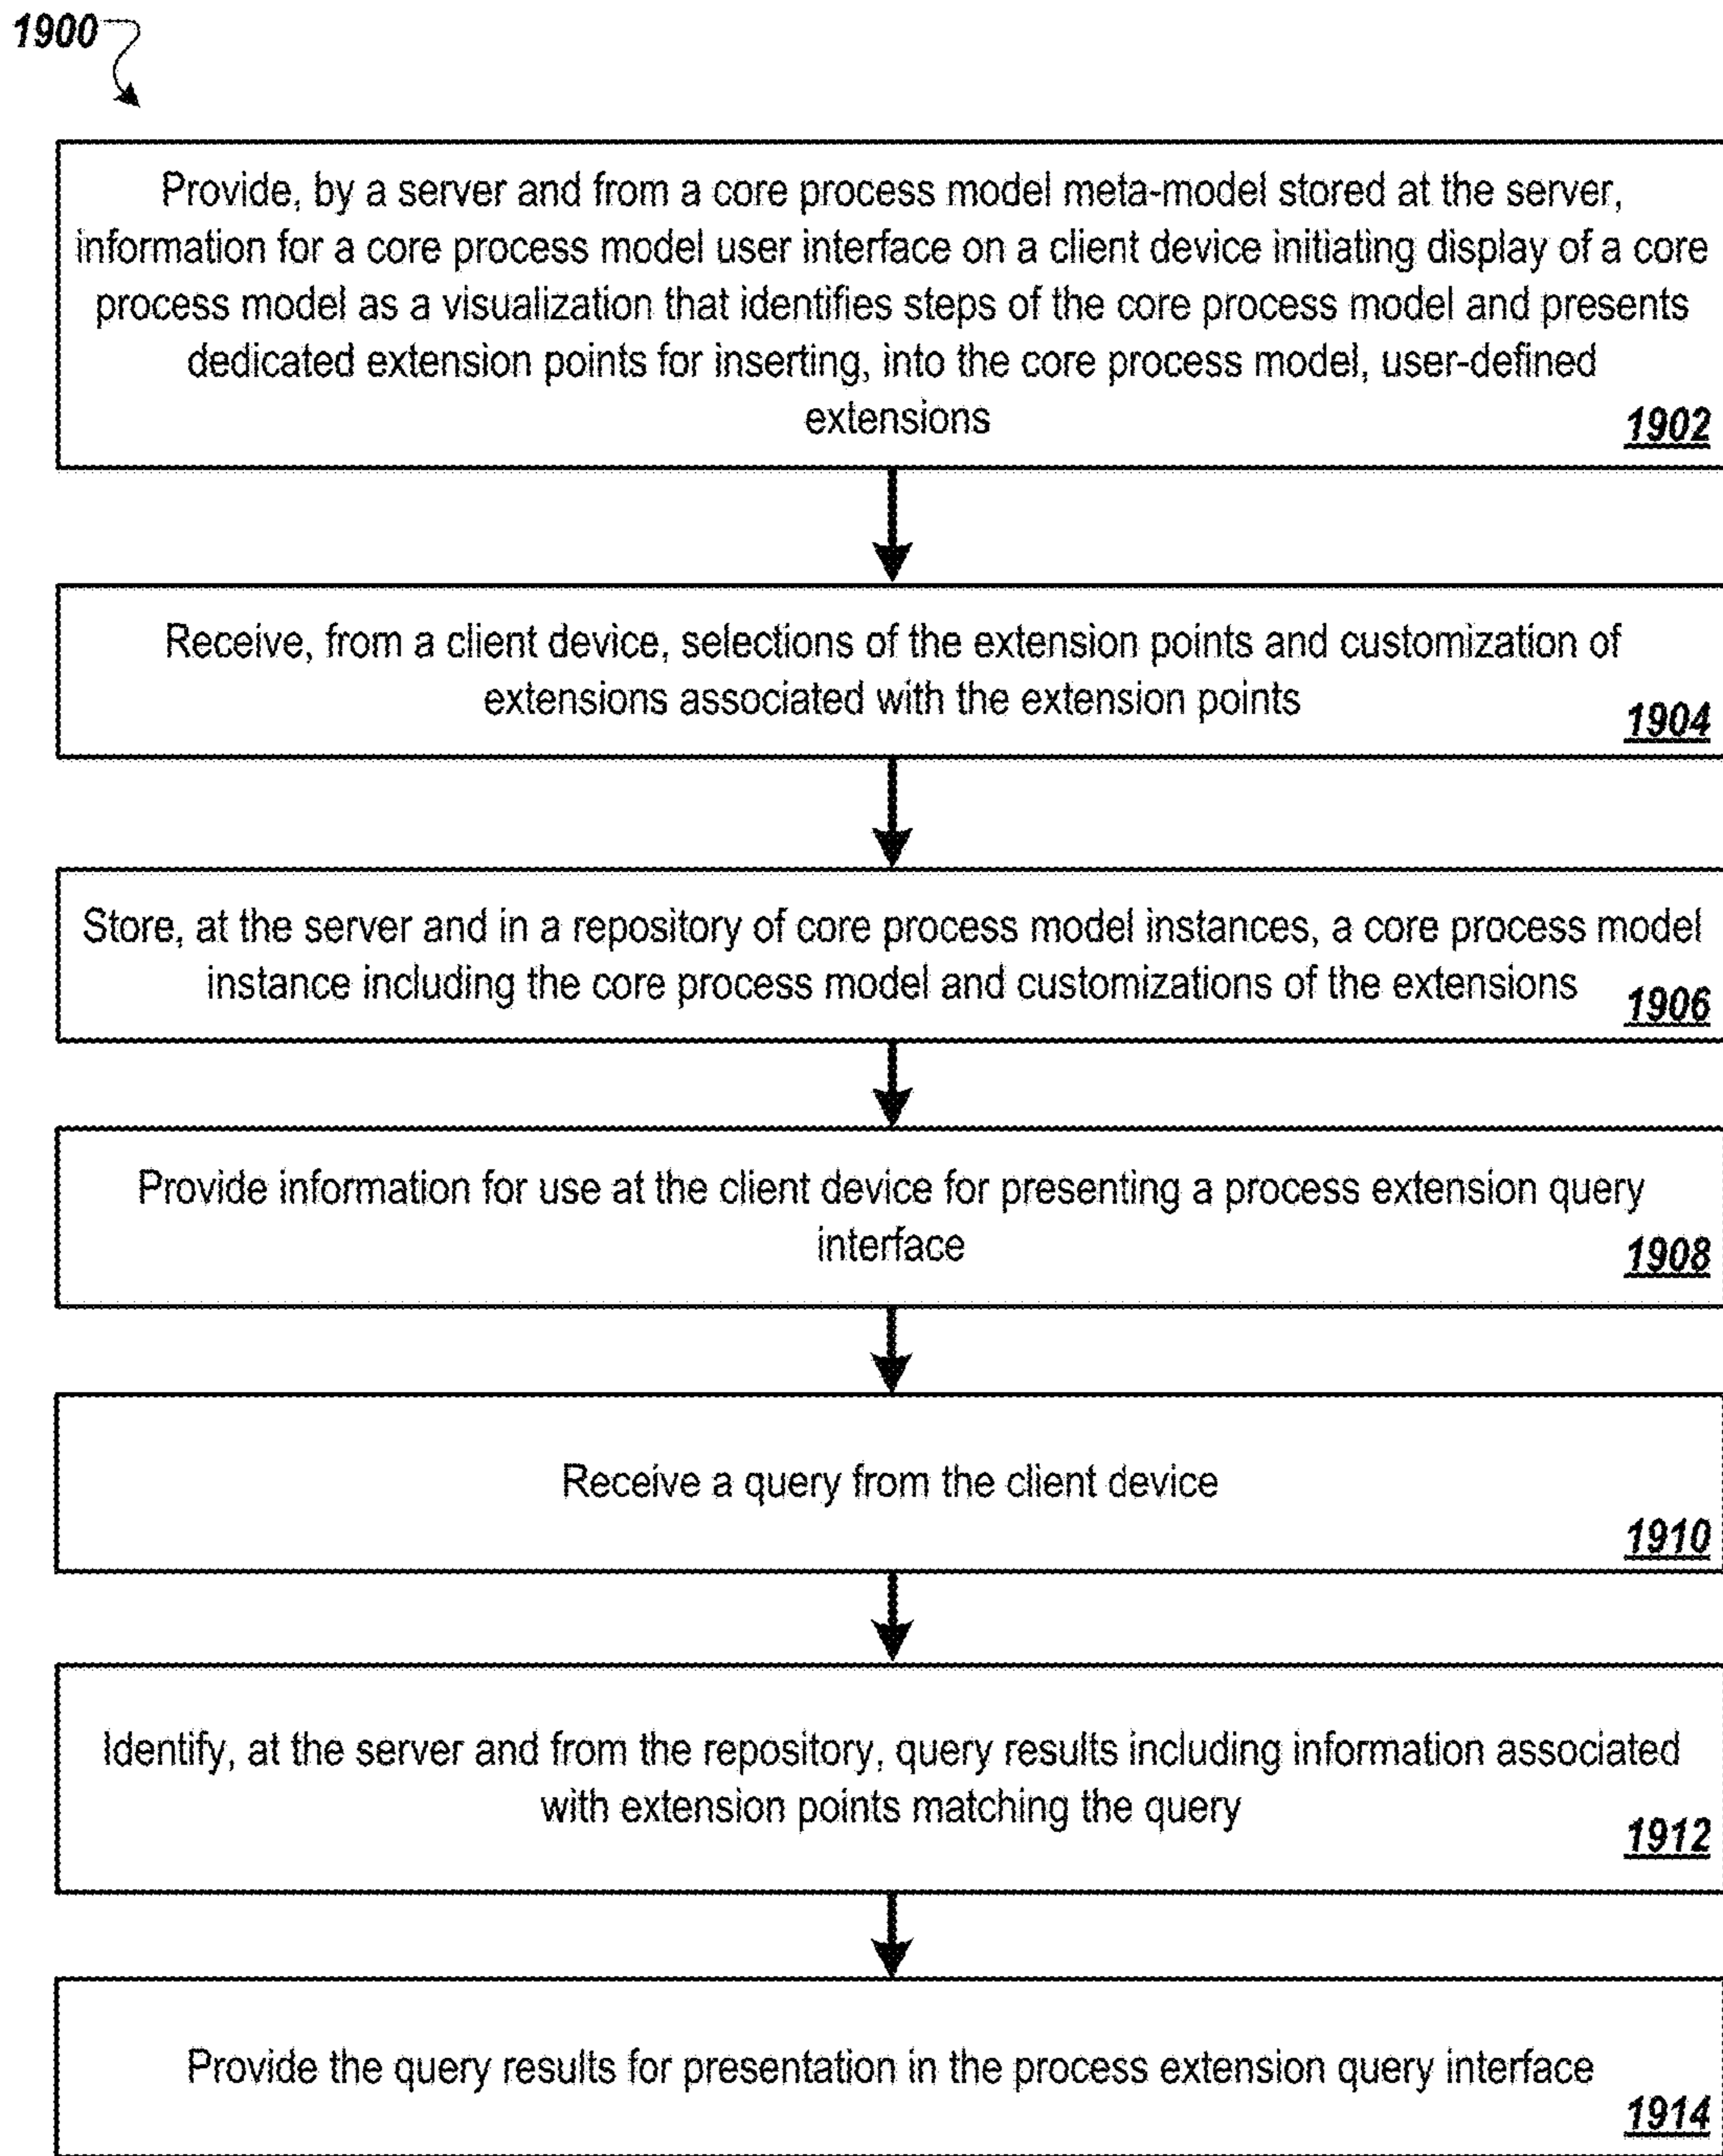 1900
Provide, by a server and from a core process model meta-model stored at the server,
information for a core process model user interface on a client device initiating display of a core
process model as a visualization that identifies steps of the core process model and presents
dedicated extension points for inserting, into the core process model, user-defined
extensions
1902
Receive, from a client device, selections of the extension points and customization of
extensions associated with the extension points
1904
Store, at the server and in a repository of core process model instances, a core process model
instance including the core process model and customizations of the extensions
1906
Provide information for use at the client device for presenting a process extension query
interface
1908
Receive a query from the client device
1910
Identify, at the server and from the repository, query results including information associated
with extension points matching the query
1912
Provide the query results for presentation in the process extension query interface
1914